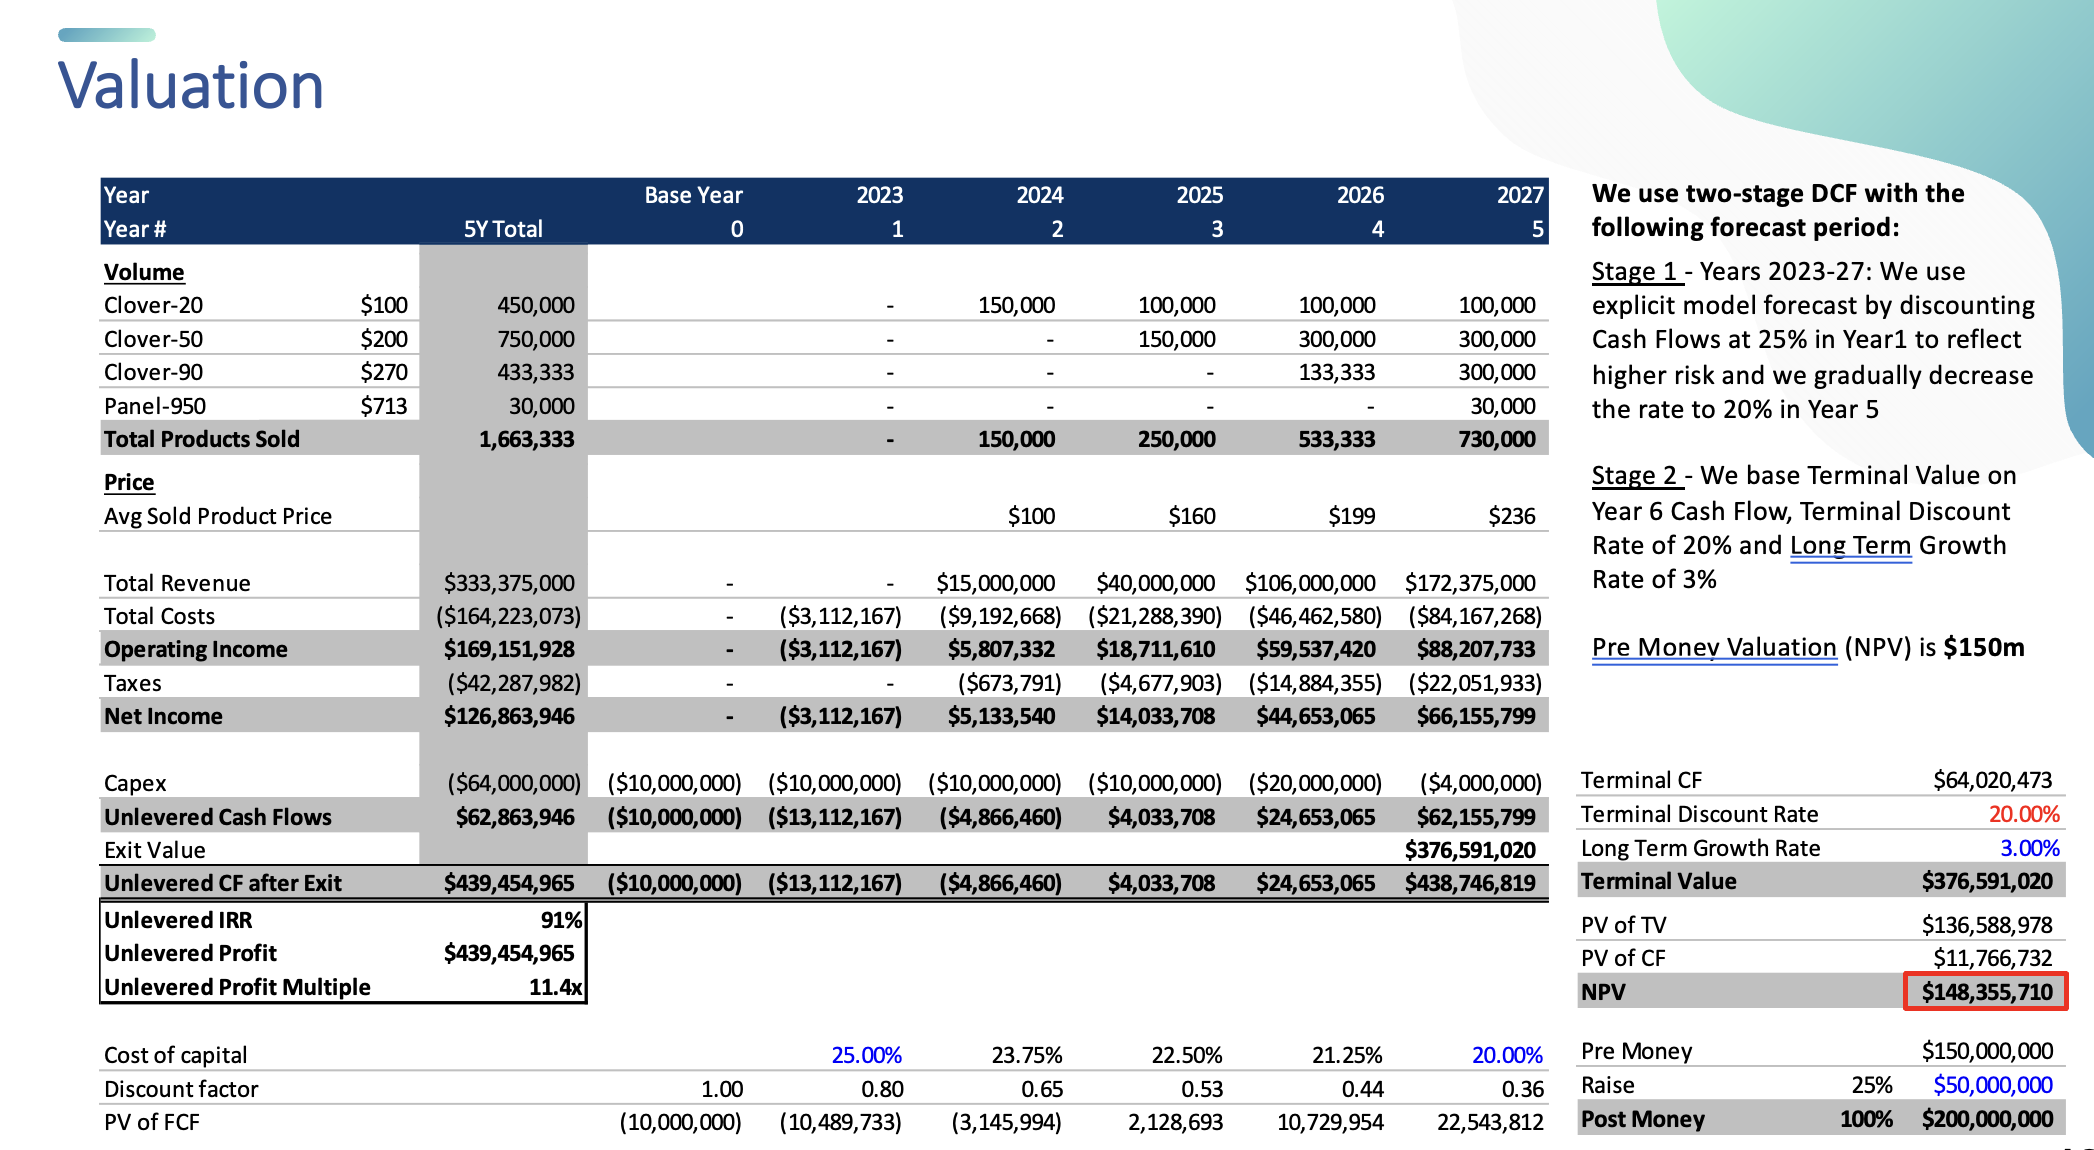 Valuation
Year Base Year 2023 2024 2025 2026 2027
Year # 5Y Total 0 1 2 3 4 5
Volume
Clover-20 $100 450,000 - 150,000 100,000 100,000 100,000
Clover-50 $200 750,000 - - 150,000 300,000 300,000
Clover-90 $270 433,333 - - - 133,333 300,000
Panel-950 $713 30,000 - - - - 30,000
Total Products Sold 1,663,333 - 150,000 250,000 533,333 730,000
Price
Avg Sold Product Price $100 $160 $199 $236
Total Revenue $333,375,000 - - $15,000,000 $40,000,000 $106,000,000 $172,375,000
Total Costs ($164,223,073) - ($3,112,167) ($9,192,668) ($21,288,390) ($46,462,580) ($84,167,268)
Operating Income $169,151,928 - ($3,112,167) $5,807,332 $18,711,610 $59,537,420 $88,207,733
Taxes ($42,287,982) - - ($673,791) ($4,677,903) ($14,884,355) ($22,051,933)
Net Income $126,863,946 - ($3,112,167) $5,133,540 $14,033,708 $44,653,065 $66,155,799
Capex ($64,000,000) ($10,000,000) ($10,000,000) ($10,000,000) ($10,000,000) ($20,000,000) ($4,000,000)
Unlevered Cash Flows $62,863,946 ($10,000,000) ($13,112,167) ($4,866,460) $4,033,708 $24,653,065 $62,155,799
Exit Value $376,591,020
Unlevered CF after Exit $439,454,965 ($10,000,000) ($13,112,167) ($4,866,460) $4,033,708 $24,653,065 $438,746,819
Unlevered IRR 91%
Unlevered Profit $439,454,965
Unlevered Profit Multiple 11.4x
Cost of capital 25.00% 23.75% 22.50% 21.25% 20.00%
Discount factor 1.00 0.80 0.65 0.53 0.44 0.36
PV of FCF (10,000,000) (10,489,733) (3,145,994) 2,128,693 10,729,954 22,543,812
We use two-stage DCF with the
following forecast period:
Stage 1 - Years 2023-27: We use
explicit model forecast by discounting
Cash Flows at 25% in Year1 to reflect
higher risk and we gradually decrease
the rate to 20% in Year 5
Stage 2 - We base Terminal Value on
Year 6 Cash Flow, Terminal Discount
Rate of 20% and Long Term Growth
Rate of 3%
Pre Money Valuation (NPV) is $150m
Terminal CF $64,020,473
Terminal Discount Rate 20.00%
Long Term Growth Rate 3.00%
Terminal Value $376,591,020
PV of TV $136,588,978
PV of CF $11,766,732
NPV $148,355,710
Pre Money $150,000,000
Raise 25% $50,000,000
Post Money 100% $200,000,000